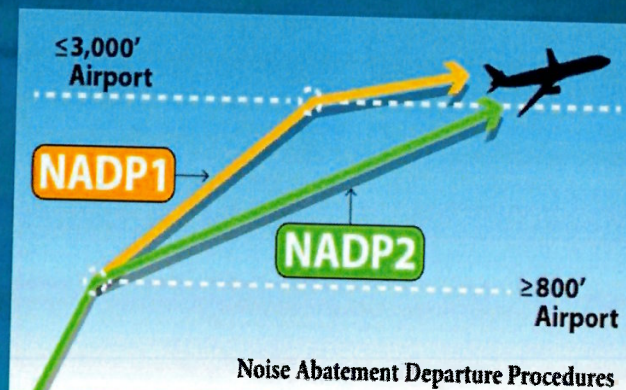 ≤3,000’
Airport
NADP1
NADP2
≥800’
Airport
Noise Abatement Departure Procedures